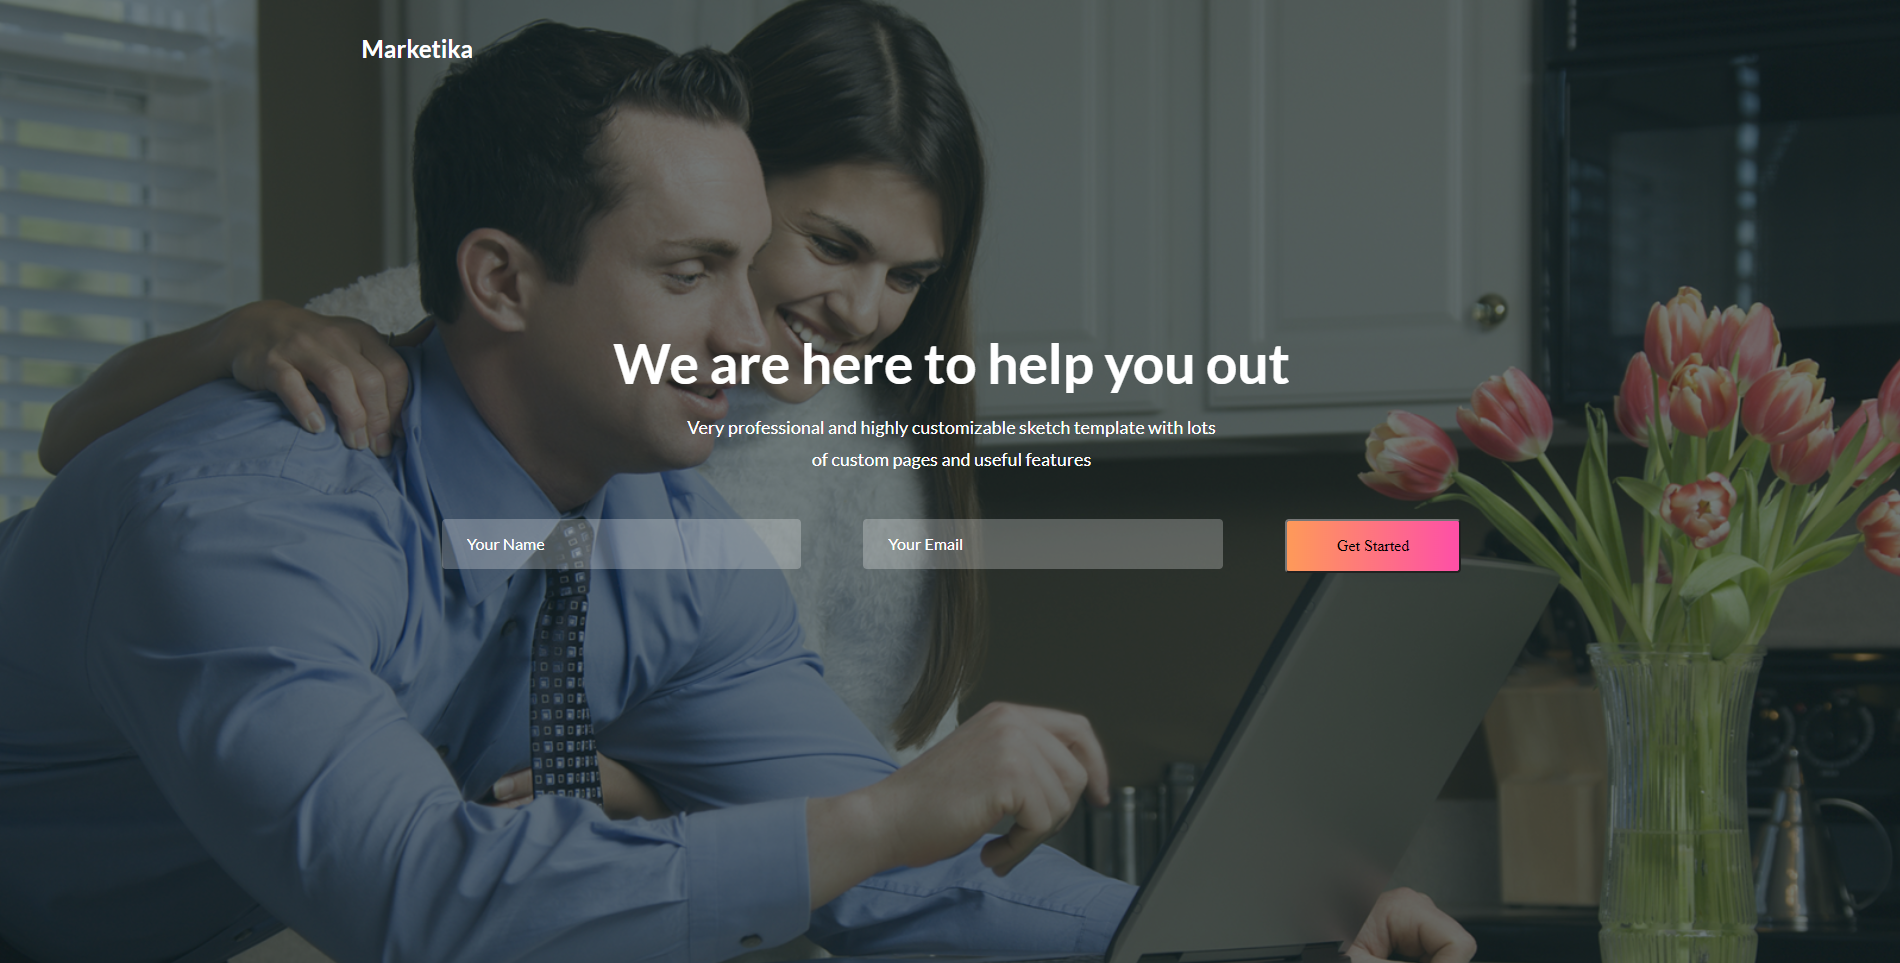 Marketika
We are here to help you out
Very professional and highly customizable sketch template with lots
of custom pages and useful features
Your Name
Your Email
Get Started